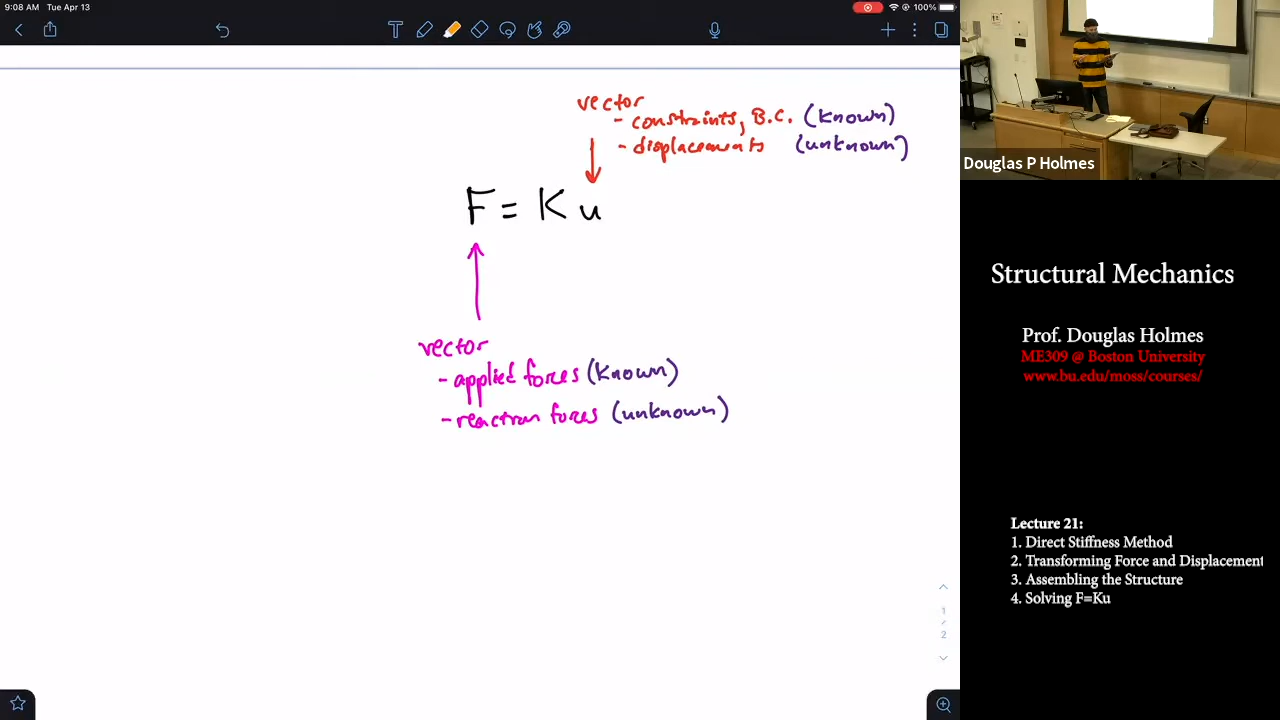 9:08 AM Tue Apr 13
100%
vector
- constraints, B.C. (known)
- displacements (unknown)
F = K u
vector
- applied forces (known)
- reaction forces (unknown)
1
/
2
Douglas P Holmes
Structural Mechanics
Prof. Douglas Holmes
ME309 @ Boston University
www.bu.edu/moss/courses/
Lecture 21:
1. Direct Stiffness Method
2. Transforming Force and Displacement
3. Assembling the Structure
4. Solving F=Ku